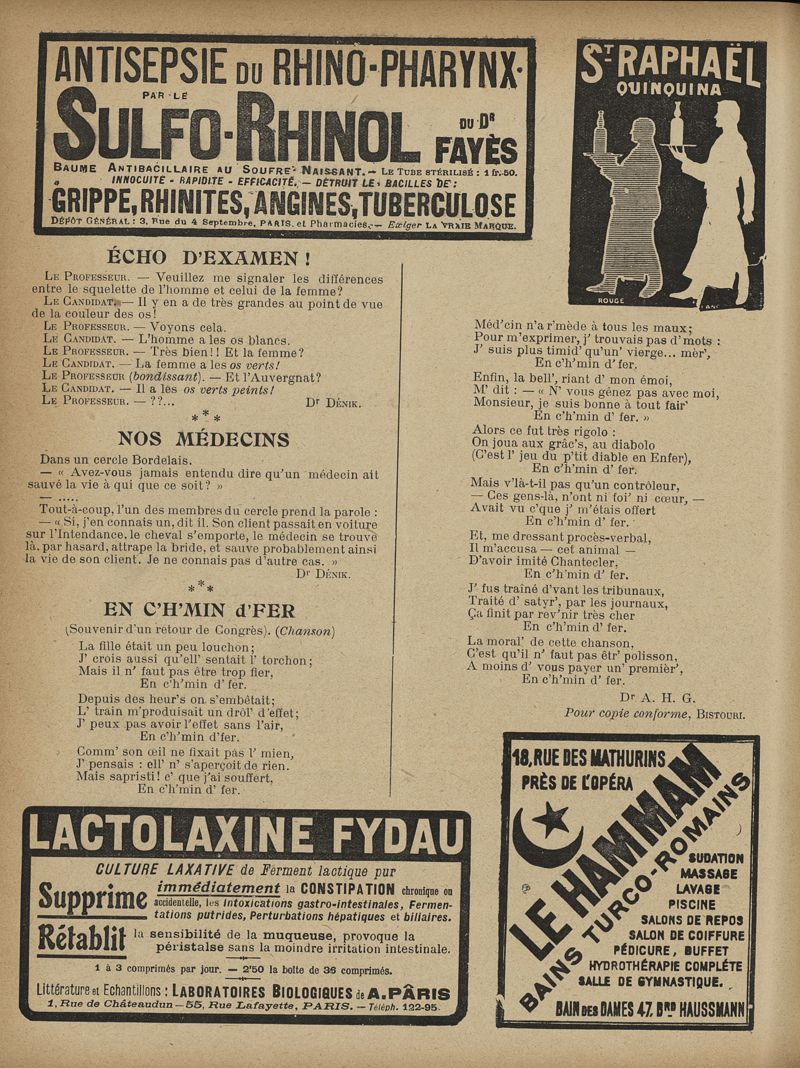 ANTISEPSIE DU RHINO-PHARYNX
PAR LE
SULFO-RHINOL DU Dr FAYÈS
BAUME ANTIBACILLAIRE AU SOUFRE NAISSANT. — LE TUBE STÉRILISÉ : 1 fr. 50.
INNOCUITÉ - RAPIDITÉ - EFFICACITÉ. — DÉTRUIT LES BACILLES DE :
GRIPPE, RHINITES, ANGINES, TUBERCULOSE
DÉPÔT GÉNÉRAL : 3, Rue du 4 Septembre, PARIS, et Pharmacies. — Exiger LA VRAIE MARQUE.
ST RAPHAËL
QUINQUINA
ROUGE
BLANC
ÉCHO D'EXAMEN !
LE PROFESSEUR. — Veuillez me signaler les différences
entre le squelette de l'homme et celui de la femme?
LE CANDIDAT. — Il y en a de très grandes au point de vue
de la couleur des os!
LE PROFESSEUR. — Voyons cela.
LE CANDIDAT. — L'homme a les os blancs.
LE PROFESSEUR. — Très bien!! Et la femme?
LE CANDIDAT. — La femme a les os verts!
LE PROFESSEUR (bondissant). — Et l'Auvergnat?
LE CANDIDAT. — Il a les os verts peints!
LE PROFESSEUR. — ??... Dr DÉNIK.
* * *
NOS MÉDECINS
Dans un cercle Bordelais.
— « Avez-vous jamais entendu dire qu'un médecin ait
sauvé la vie à qui que ce soit? »
— .....
Tout-à-coup, l'un des membres du cercle prend la parole :
— « Si, j'en connais un, dit il. Son client passait en voiture
sur l'Intendance, le cheval s'emporte, le médecin se trouve
là, par hasard, attrape la bride, et sauve probablement ainsi
la vie de son client. Je ne connais pas d'autre cas. »
Dr DÉNIK.
* * *
EN C'H'MIN d'FER
(Souvenir d'un retour de Congrès). (Chanson)
La fille était un peu louchon;
J' crois aussi qu'ell' sentait l' torchon;
Mais il n' faut pas être trop fier,
En c'h'min d' fer.
Depuis des heur's on s'embêtait;
L' train m'produisait un drôl' d'effet;
J' peux pas avoir l'effet sans l'air,
En c'h'min d'fer.
Comm' son œil ne fixait pas l' mien,
J' pensais : ell' n' s'aperçoit de rien.
Mais sapristi! c' que j'ai souffert,
En c'h'min d' fer.
Méd'cin n'a r'mède à tous les maux;
Pour m'exprimer, j' trouvais pas d'mots :
J' suis plus timid' qu'un' vierge... mèr',
En c'h'min d' fer.
Enfin, la bell', riant d' mon émoi,
M' dit : — « N' vous gênez pas avec moi,
Monsieur, je suis bonne à tout fair'
En c'h'min d' fer. »
Alors ce fut très rigolo :
On joua aux grâc's, au diabolo
(C'est l' jeu du p'tit diable en Enfer),
En c'h'min d' fer.
Mais v'là-t-il pas qu'un contrôleur,
— Ces gens-là, n'ont ni foi' ni cœur, —
Avait vu c'que j' m'étais offert
En c'h'min d' fer.
Et, me dressant procès-verbal,
Il m'accusa — cet animal —
D'avoir imité Chantecler,
En c'h'min d' fer.
J' fus traîné d'vant les tribunaux,
Traité d' satyr', par les journaux,
Ça finit par rev'nir très cher
En c'h'min d' fer.
La moral' de cette chanson,
C'est qu'il n' faut pas êtr' polisson,
A moins d' vous payer un' premièr',
En c'h'min d' fer.
Dr A. H. G.
Pour copie conforme, BISTOURI.
LACTOLAXINE FYDAU
CULTURE LAXATIVE de Ferment lactique pur
Supprime immédiatement la CONSTIPATION chronique ou
accidentelle, les Intoxications gastro-intestinales, Fermen-
tations putrides, Perturbations hépatiques et biliaires.
Rétablit la sensibilité de la muqueuse, provoque la
péristalse sans la moindre irritation intestinale.
1 à 3 comprimés par jour. — 2'50 la boîte de 36 comprimés.
Littérature et Echantillons : LABORATOIRES BIOLOGIQUES de A. PÂRIS
1, Rue de Châteaudun — 55, Rue Lafayette, PARIS. — Téléph. 122-95.
18, RUE DES MATHURINS
PRÈS DE L'OPÉRA
LE HAMMAM
BAINS TURCO-ROMAINS
SUDATION
MASSAGE
LAVAGE
PISCINE
SALONS DE REPOS
SALON DE COIFFURE
PÉDICURE, BUFFET
HYDROTHÉRAPIE COMPLÉTE
SALLE DE GYMNASTIQUE.
BAIN DES DAMES 47, BRD HAUSSMANN